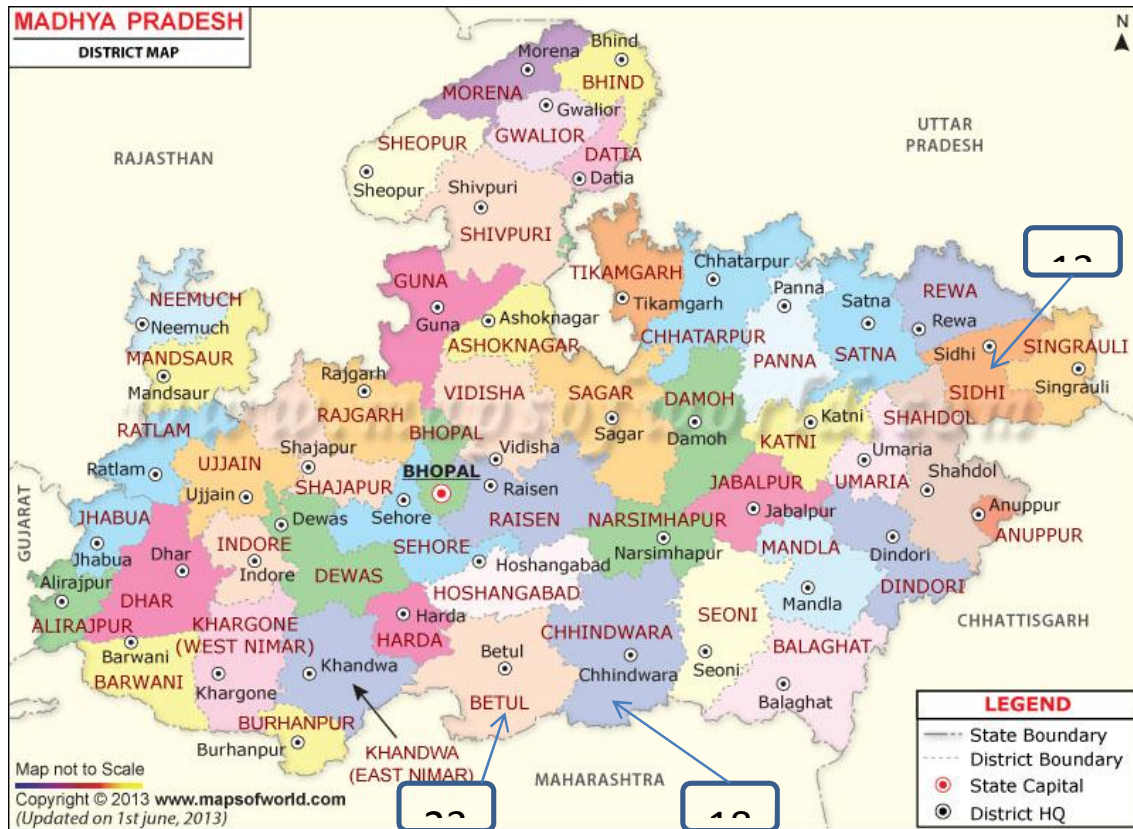 MADHYA PRADESH
DISTRICT MAP
N
Bhind
Morena
BHIND
MORENA
Gwalior
GWALIOR
UTTAR
PRADESH
SHEOPUR
RAJASTHAN
DATIA
Sheopur
Datia
Shivpuri
SHIVPURI
TIKAMGARH
Chhatarpur
GUNA
Panna
REWA
NEEMUCH
Tikamgarh
Satna
Guna
Ashoknagar
Neemuch
Rewa
CHHATARPUR
ASHOKNAGAR
Sidhi
SINGRAULI
MANDSAUR
PANNA
SATNA
Rajgarh
Singrauli
Mandsaur
VIDISHA
SAGAR
DAMOH
SIDHI
RAJGARH
Katni
SHAHDOL
Sagar
Damoh
RATLAM
BHOPAL
KATNI
Shajapur
Vidisha
Umaria
UJJAIN
Ratlam
BHOPAL
Shahdol
SHAJAPUR
Raisen
JABALPUR
UMARIA
Ujjain
Sehore
Anuppur
Jabalpur
JHABUA
Dewas
RAISEN
NARSIMHAPUR
ANUPPUR
GUJARAT
Dhar
INDORE
SEHORE
Narsimhapur
MANDLA
Dindori
Jhabua
Hoshangabad
Indore
DEWAS
Alirajpur
DINDORI
Mandla
HOSHANGABAD
DHAR
Harda
SEONI
KHARGONE
(WEST NIMAR)
ALIRAJPUR
CHHINDWARA
CHHATTISGARH
HARDA
BALAGHAT
Barwani
Betul
Khandwa
Seoni
Chhindwara
BARWANI
Khargone
Balaghat
BETUL
LEGEND
BURHANPUR
State Boundary
Burhanpur
KHANDWA
(EAST NIMAR)
District Boundary
Map not to Scale
MAHARASHTRA
State Capital
Copyright © 2013 www.mapsofworld.com
District HQ
(Updated on 1st june, 2013)